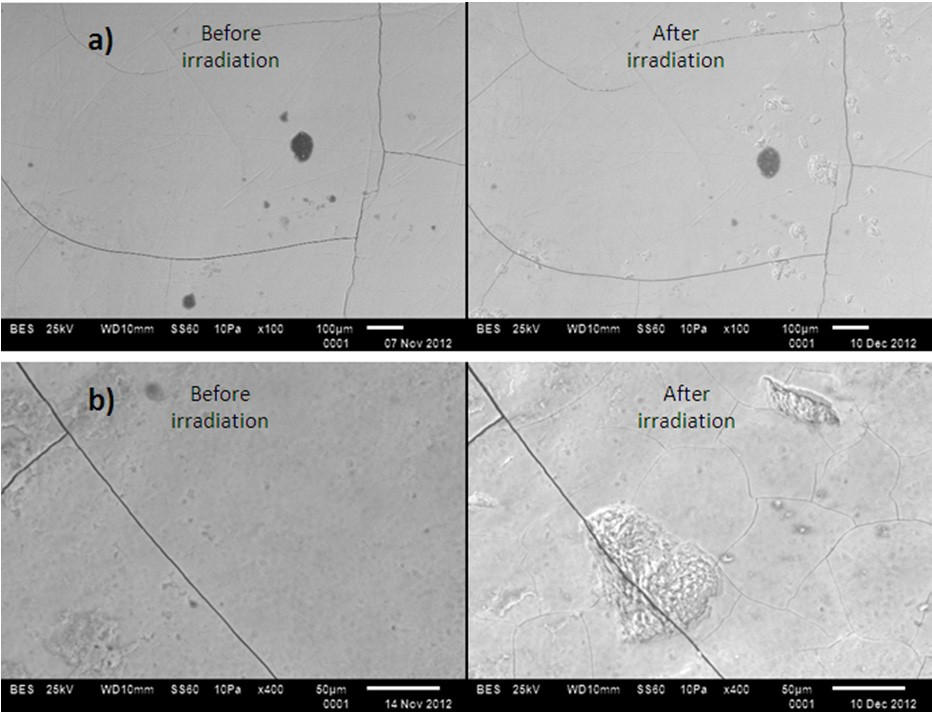 a)
Before
irradiation
After
irradiation
BES 25kV WD10mm SS60 10Pa x100 100µm
0001 07 Nov 2012
BES 25kV WD10mm SS60 10Pa x100 100µm
0001 10 Dec 2012
b)
Before
irradiation
After
irradiation
BES 25kV WD10mm SS60 10Pa x400 50µm
0001 14 Nov 2012
BES 25kV WD10mm SS60 10Pa x400 50µm
0001 10 Dec 2012